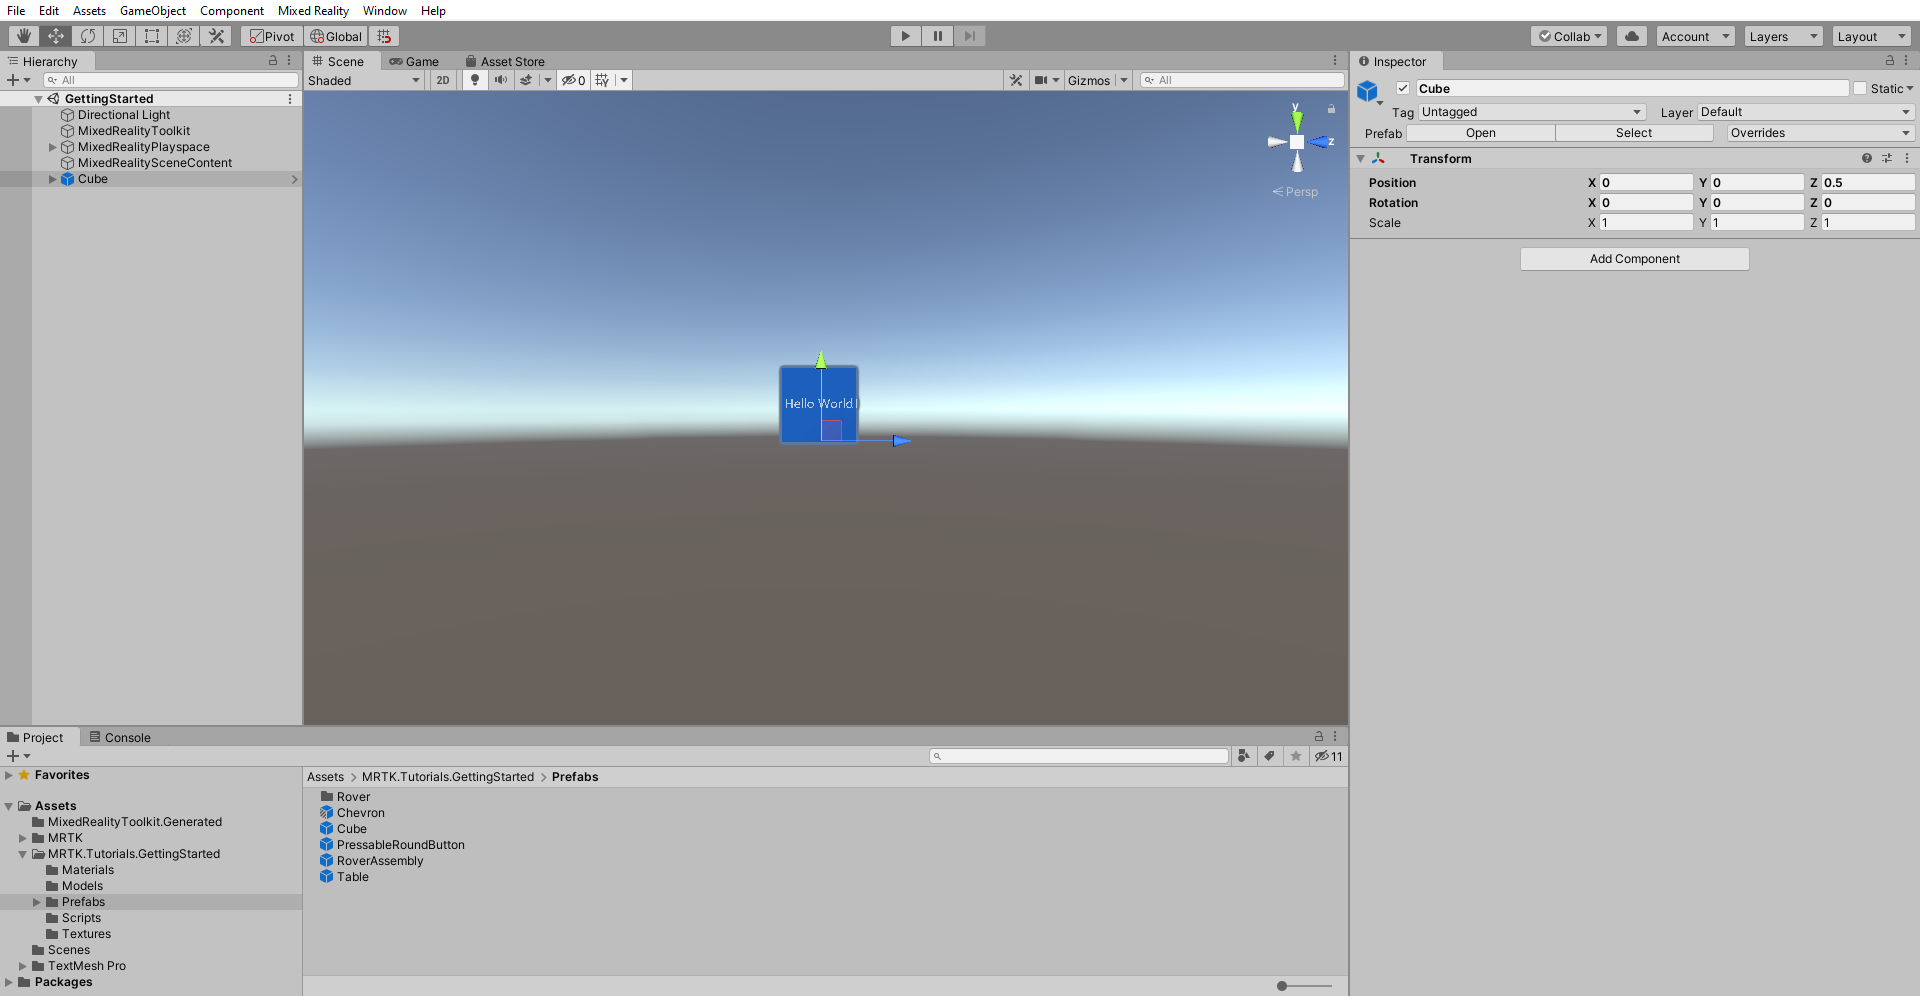 File Edit Assets GameObject Component Mixed Reality Window Help
Pivot Global Collab Account Layers Layout
Hierarchy
All
GettingStarted
Directional Light
MixedRealityToolkit
MixedRealityPlayspace
MixedRealitySceneContent
Cube
Scene Game Asset Store
Shaded 2D 0 Gizmos All
y
z
Persp
Hello World!
Inspector
Cube Static
Tag Untagged Layer Default
Prefab Open Select Overrides
Transform
Position X 0 Y 0 Z 0.5
Rotation X 0 Y 0 Z 0
Scale X 1 Y 1 Z 1
Add Component
Project Console
11
Favorites
Assets
MixedRealityToolkit.Generated
MRTK
MRTK.Tutorials.GettingStarted
Materials
Models
Prefabs
Scripts
Textures
Scenes
TextMesh Pro
Packages
Assets > MRTK.Tutorials.GettingStarted > Prefabs
Rover
Chevron
Cube
PressableRoundButton
RoverAssembly
Table